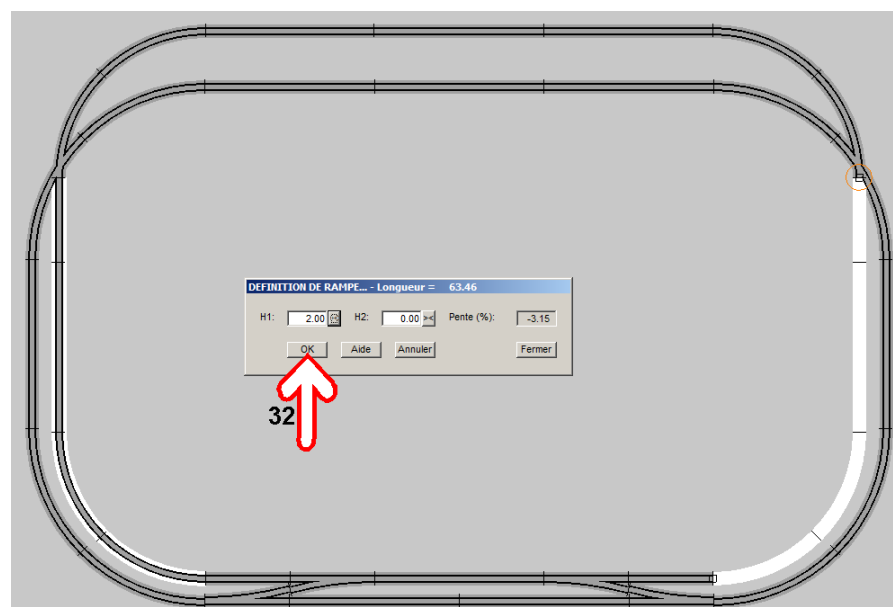 DEFINITION DE RAMPE... - Longueur = 63.46
H1: 2.00 H2: 0.00 >< Pente (%): -3.15
OK Aide Annuler Fermer
32